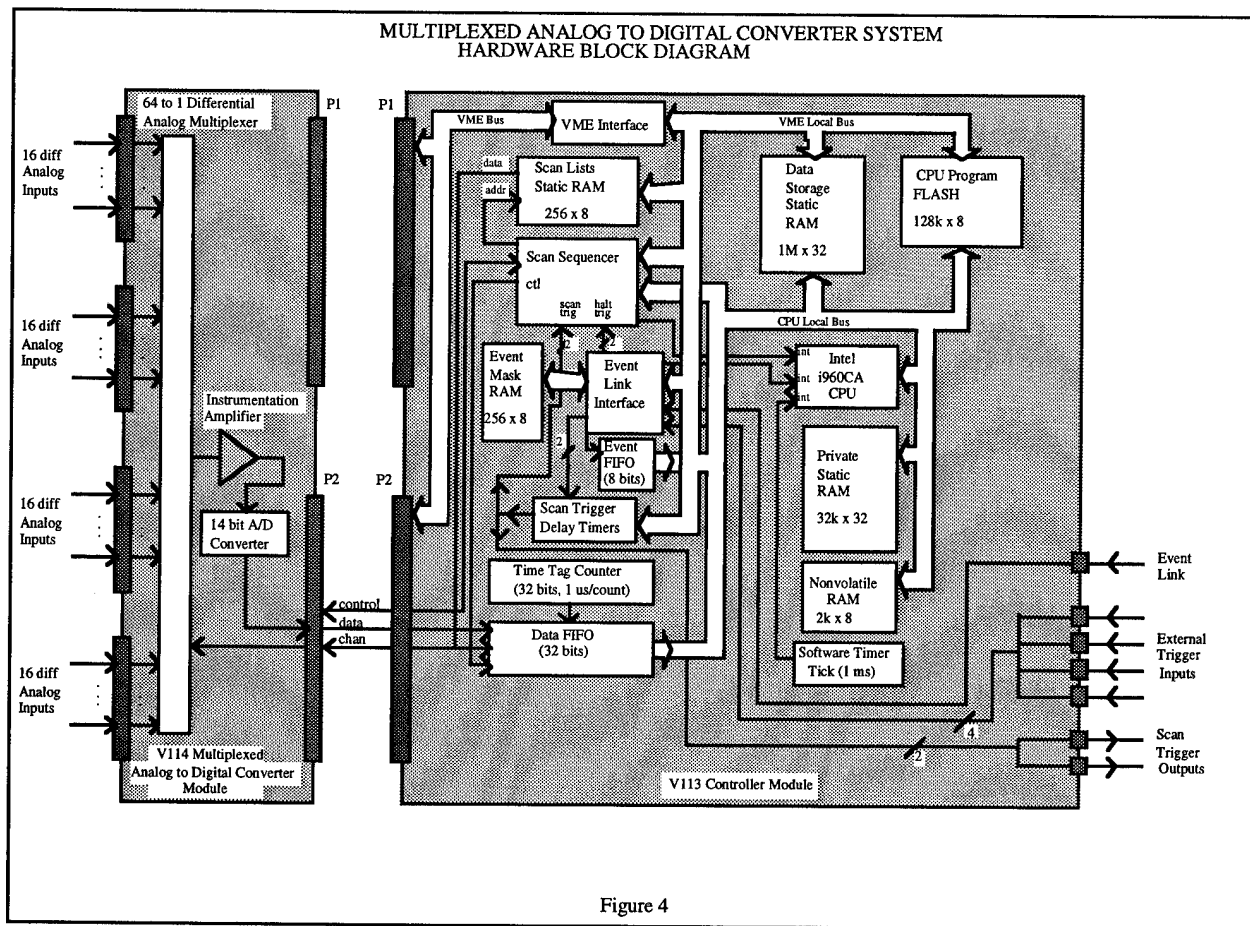 MULTIPLEXED ANALOG TO DIGITAL CONVERTER SYSTEM
HARDWARE BLOCK DIAGRAM
64 to 1 Differential
Analog Multiplexer
P1
P1
16 diff
Analog
Inputs
16 diff
Analog
Inputs
16 diff
Analog
Inputs
16 diff
Analog
Inputs
Instrumentation
Amplifier
14 bit A/D
Converter
P2
P2
control
data
chan
V114 Multiplexed
Analog to Digital Converter
Module
VME Bus
VME Interface
VME Local Bus
data
addr
Scan Lists
Static RAM
256 x 8
Scan Sequencer
ctl
scan
trig
halt
trig
2
2
Event
Mask
RAM
256 x 8
Event
Link
Interface
2
Event
FIFO
(8 bits)
Scan Trigger
Delay Timers
Time Tag Counter
(32 bits, 1 us/count)
Data FIFO
(32 bits)
Data
Storage
Static
RAM
1M x 32
CPU Program
FLASH
128k x 8
CPU Local Bus
int
int
int
Intel
i960CA
CPU
Private
Static
RAM
32k x 32
Nonvolatile
RAM
2k x 8
Software Timer
Tick (1 ms)
4
2
Event
Link
External
Trigger
Inputs
Scan
Trigger
Outputs
V113 Controller Module
Figure 4